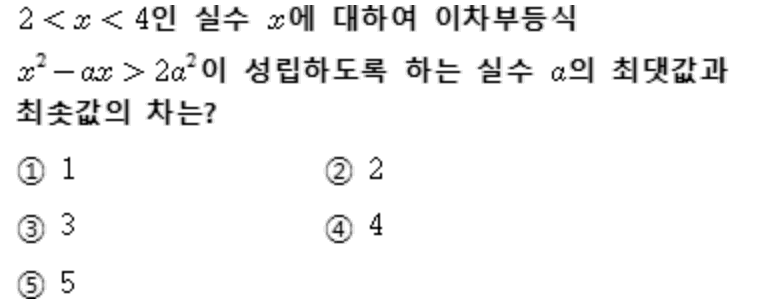 2 < x < 4인 실수 x에 대하여 이차부등식
x² − ax > 2a²이 성립하도록 하는 실수 a의 최댓값과
최솟값의 차는?
① 1 ② 2
③ 3 ④ 4
⑤ 5